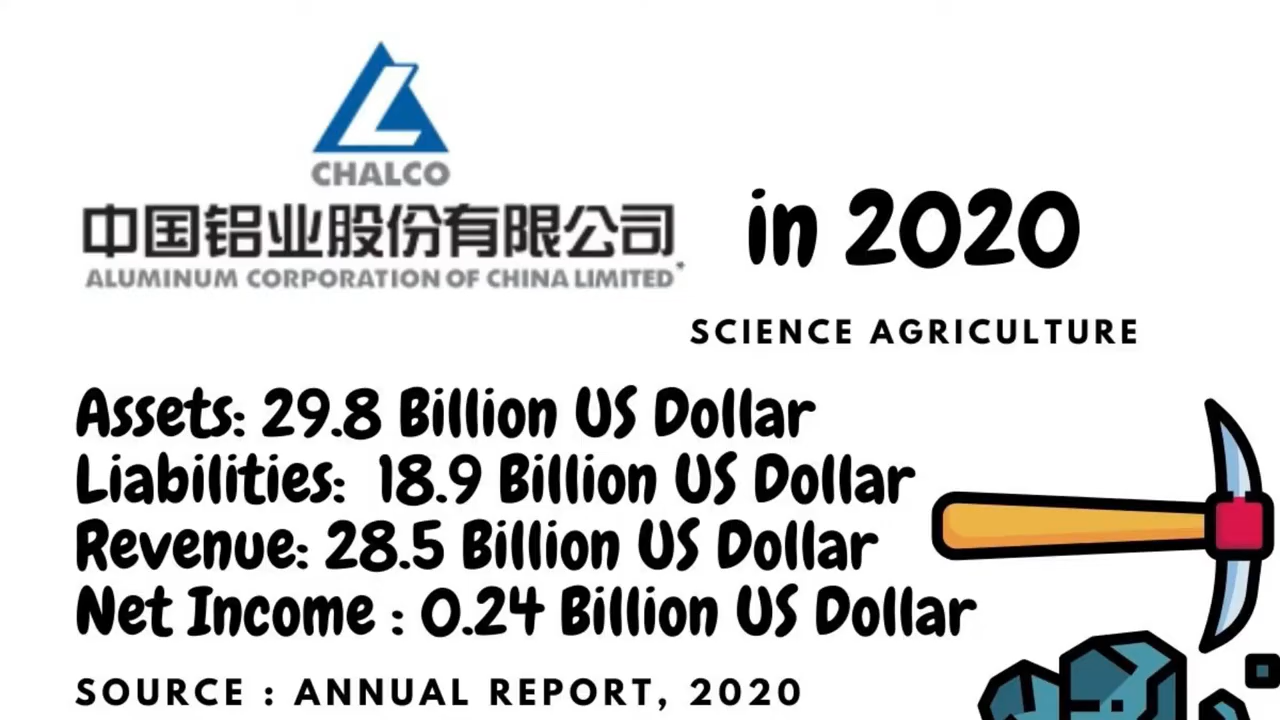 CHALCO
中国铝业股份有限公司
ALUMINUM CORPORATION OF CHINA LIMITED*
in 2020
SCIENCE AGRICULTURE
Assets: 29.8 Billion US Dollar
Liabilities: 18.9 Billion US Dollar
Revenue: 28.5 Billion US Dollar
Net Income : 0.24 Billion US Dollar
SOURCE : ANNUAL REPORT, 2020